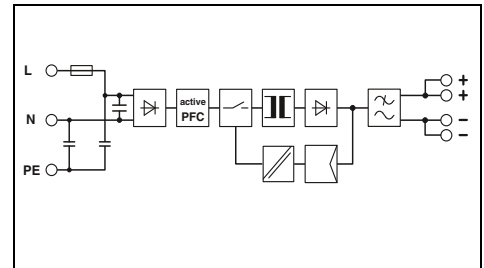 L
N
PE
active
PFC
+
+
–
–